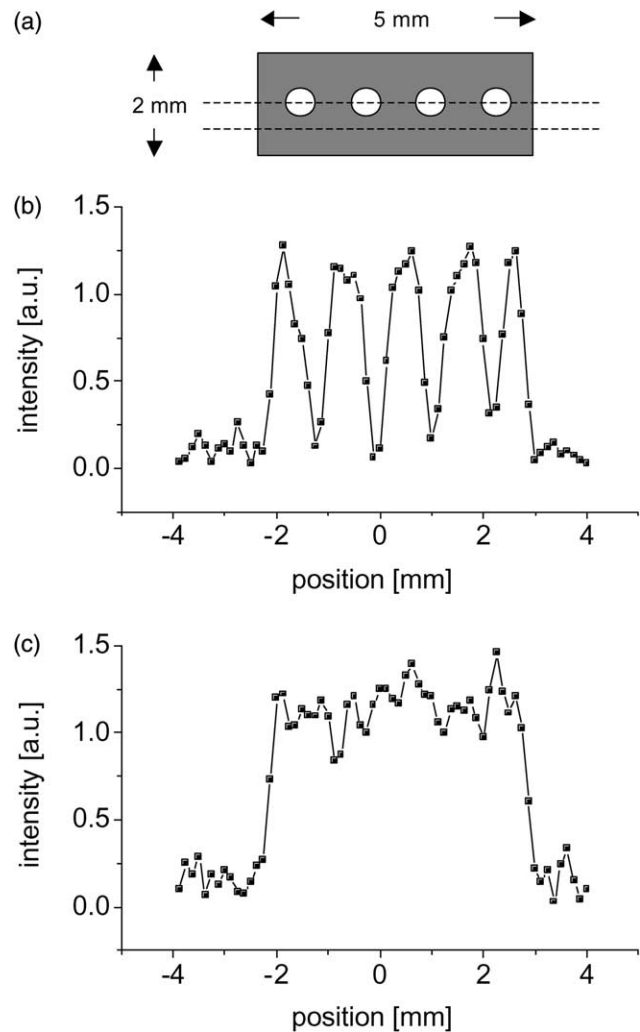 (a)
5 mm
2 mm
(b)
1.5
1.0
0.5
0.0
intensity [a.u.]
-4 -2 0 2 4
position [mm]
(c)
1.5
1.0
0.5
0.0
intensity [a.u.]
-4 -2 0 2 4
position [mm]